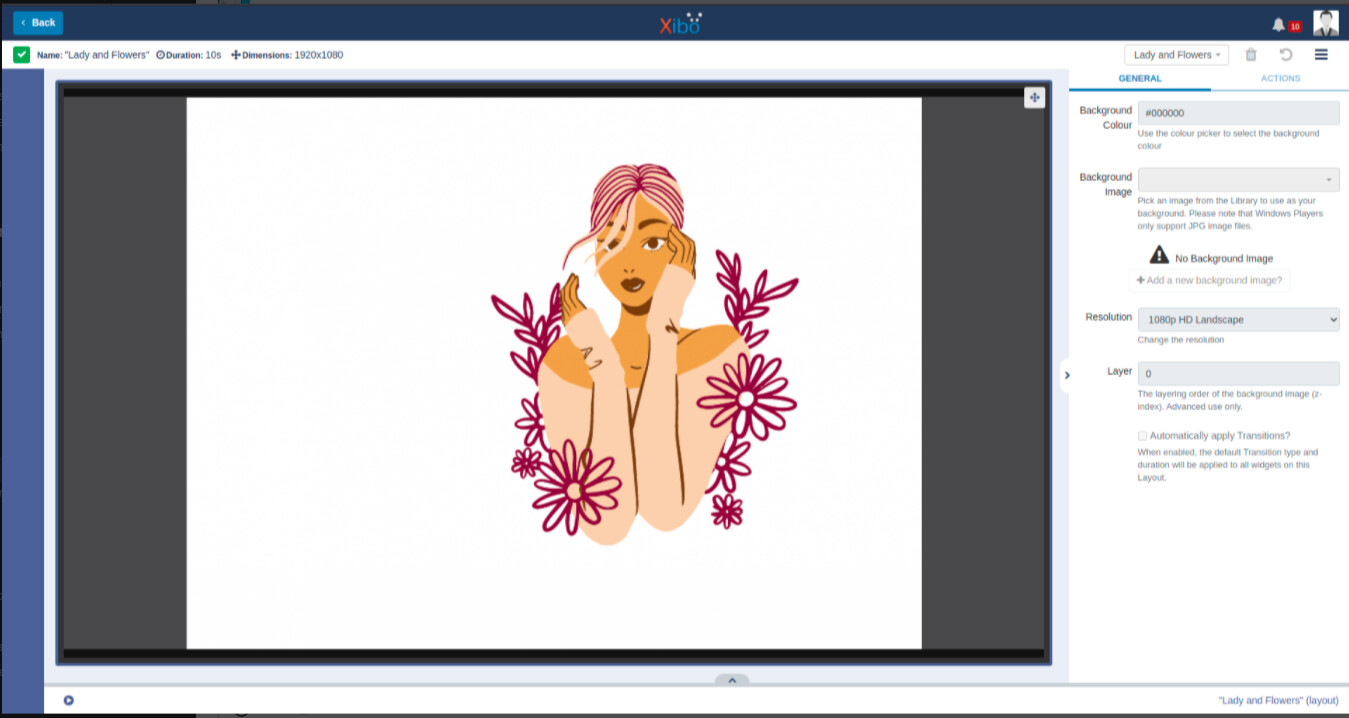 Back
Xibo
10
Name: "Lady and Flowers" Duration: 10s Dimensions: 1920x1080
Lady and Flowers
GENERAL ACTIONS
Background Colour
#000000
Use the colour picker to select the background
colour
Background Image
Pick an image from the Library to use as your
background. Please note that Windows Players
only support JPG image files.
No Background Image
Add a new background image?
Resolution
1080p HD Landscape
Change the resolution
Layer
0
The layering order of the background image (z-
index). Advanced use only.
Automatically apply Transitions?
When enabled, the default Transition type and
duration will be applied to all widgets on this
Layout.
"Lady and Flowers" (layout)